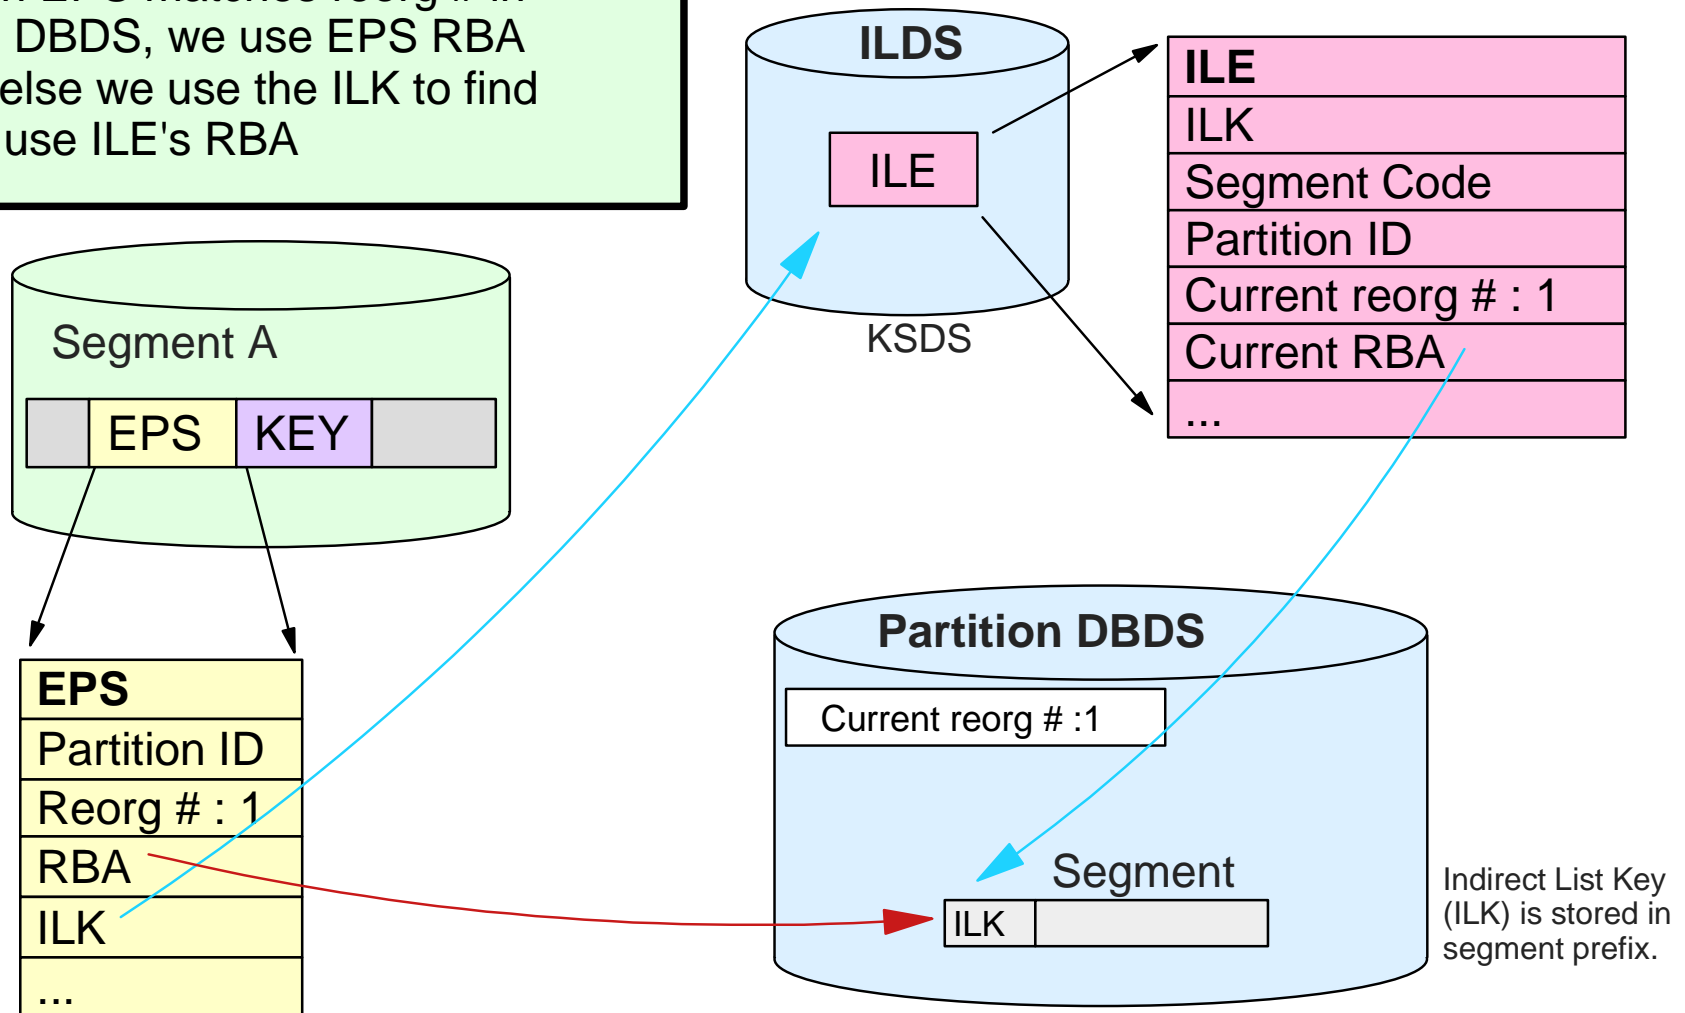 DBDS, we use EPS RBA
else we use the ILK to find
use ILE's RBA
ILDS
ILE
KSDS
ILE
ILK
Segment Code
Partition ID
Current reorg # : 1
Current RBA
...
Segment A
EPS KEY
EPS
Partition ID
Reorg # : 1
RBA
ILK
...
Partition DBDS
Current reorg # :1
Segment
ILK
Indirect List Key
(ILK) is stored in
segment prefix.